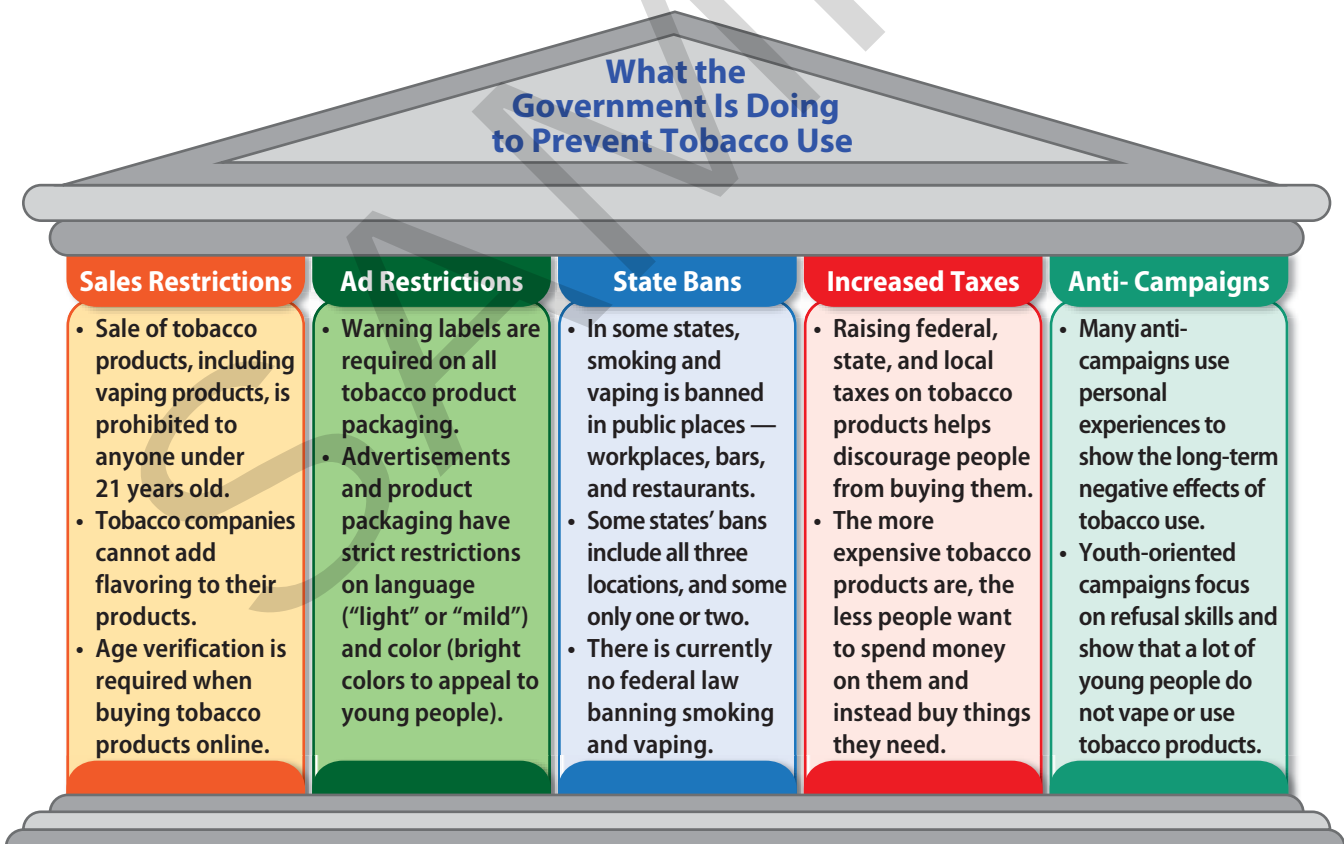 What the
Government Is Doing
to Prevent Tobacco Use
Sales Restrictions
• Sale of tobacco
products, including
vaping products, is
prohibited to
anyone under
21 years old.
• Tobacco companies
cannot add
flavoring to their
products.
• Age verification is
required when
buying tobacco
products online.
Ad Restrictions
• Warning labels are
required on all
tobacco product
packaging.
• Advertisements
and product
packaging have
strict restrictions
on language
(“light” or “mild”)
and color (bright
colors to appeal to
young people).
State Bans
• In some states,
smoking and
vaping is banned
in public places —
workplaces, bars,
and restaurants.
• Some states’ bans
include all three
locations, and some
only one or two.
• There is currently
no federal law
banning smoking
and vaping.
Increased Taxes
• Raising federal,
state, and local
taxes on tobacco
products helps
discourage people
from buying them.
• The more
expensive tobacco
products are, the
less people want
to spend money
on them and
instead buy things
they need.
Anti- Campaigns
• Many anti-
campaigns use
personal
experiences to
show the long-term
negative effects of
tobacco use.
• Youth-oriented
campaigns focus
on refusal skills and
show that a lot of
young people do
not vape or use
tobacco products.